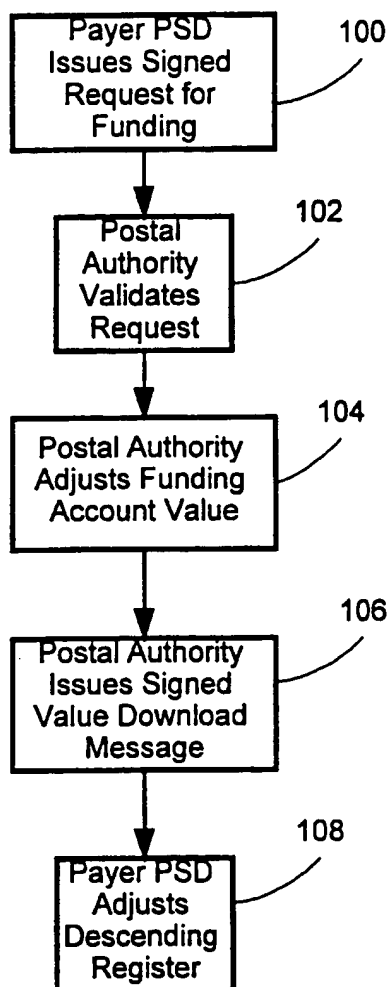 Payer PSD
Issues Signed
Request for
Funding
100
Postal
Authority
Validates
Request
102
Postal Authority
Adjusts Funding
Account Value
104
Postal Authority
Issues Signed
Value Download
Message
106
Payer PSD
Adjusts
Descending
Register
108